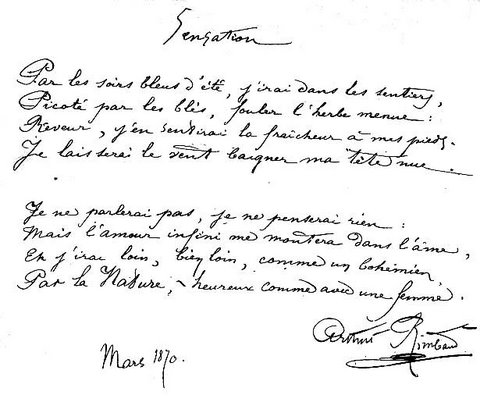 Sensation
Par les soirs bleus d'été, j'irai dans les sentiers,
Picoté par les blés, fouler l'herbe menue :
Rêveur, j'en sentirai la fraîcheur à mes pieds.
Je laisserai le vent baigner ma tête nue.
Je ne parlerai pas, je ne penserai rien :
Mais l'amour infini me montera dans l'âme,
Et j'irai loin, bien loin, comme un bohémien,
Par la Nature, - heureux comme avec une femme.
Arthur Rimbaud
Mars 1870.